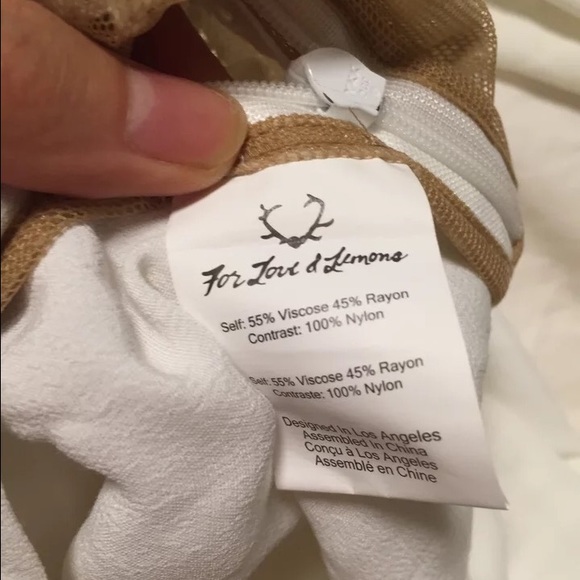 For Love & Lemons
Self: 55% Viscose 45% Rayon
Contrast: 100% Nylon
Self: 55% Viscose 45% Rayon
Contraste: 100% Nylon
Designed In Los Angeles
Assembled In China
Conçu à Los Angeles
Assemblé en Chine